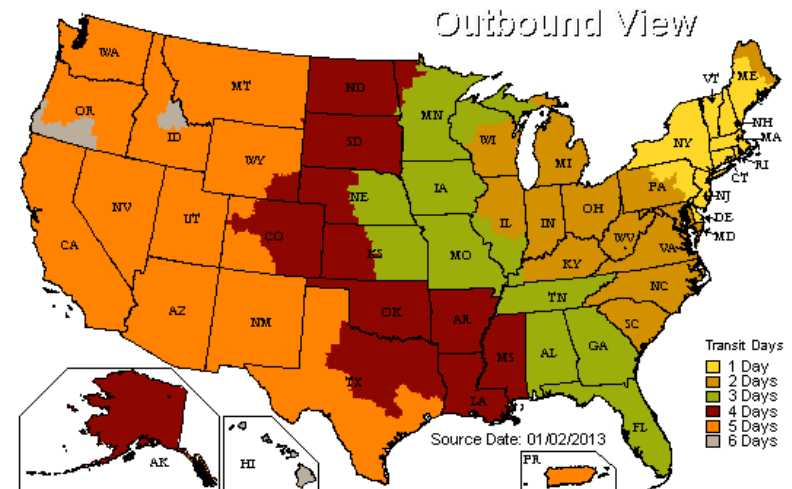 Outbound View
WA
MT
ND
MN
VT
ME
OR
ID
SD
WI
MI
NY
NH
MA
RI
CT
WY
IA
PA
NJ
DE
MD
NE
NV
UT
CO
IL
IN
OH
WV
VA
CA
KS
MO
KY
NC
TN
AZ
NM
OK
AR
SC
MS
AL
GA
TX
LA
FL
Transit Days
1 Day
2 Days
3 Days
4 Days
5 Days
6 Days
Source Date: 01/02/2013
AK
HI
PR